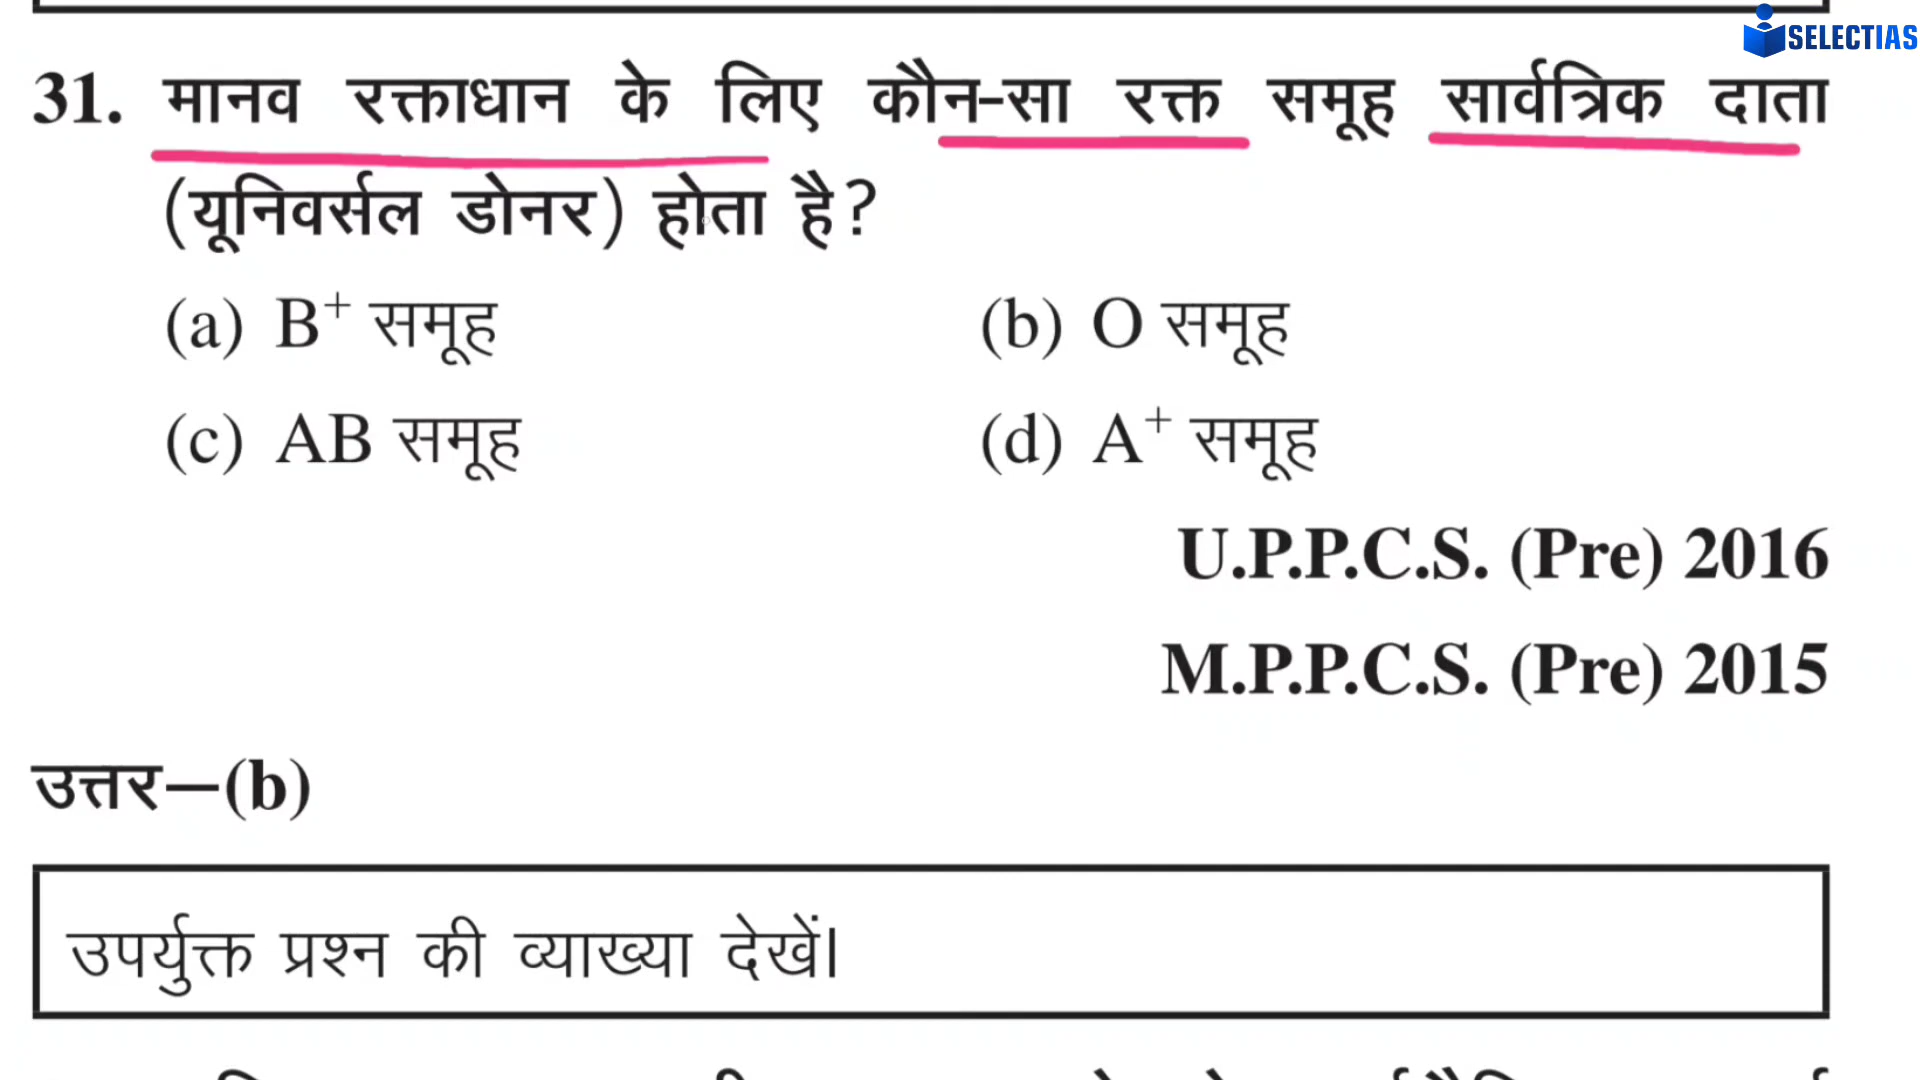 SELECTIAS
31. मानव रक्ताधान के लिए कौन-सा रक्त समूह सार्वत्रिक दाता
(यूनिवर्सल डोनर) होता है?
(a) B⁺ समूह (b) O समूह
(c) AB समूह (d) A⁺ समूह
U.P.P.C.S. (Pre) 2016
M.P.P.C.S. (Pre) 2015
उत्तर—(b)
उपर्युक्त प्रश्न की व्याख्या देखें।